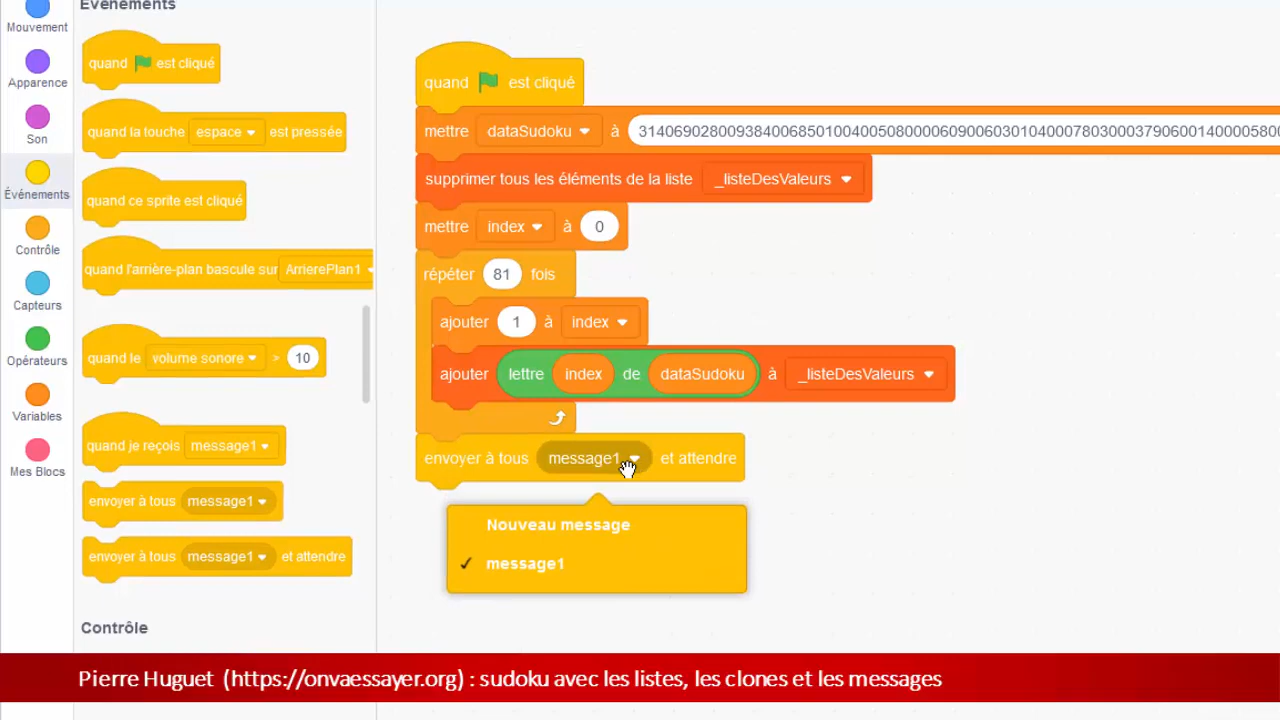 Evènements
Mouvement
quand est cliqué
Apparence
quand la touche espace est pressée
Son
Événements
quand ce sprite est cliqué
Contrôle
quand l'arrière-plan bascule sur ArrierePlan1
Capteurs
Opérateurs
quand le volume sonore > 10
Variables
quand je reçois message1
Mes Blocs
envoyer à tous message1
envoyer à tous message1 et attendre
Contrôle
quand est cliqué
mettre dataSudoku à
supprimer tous les éléments de la liste _listeDesValeurs
mettre index à 0
répéter 81 fois
ajouter 1 à index
ajouter lettre index de dataSudoku à _listeDesValeurs
envoyer à tous message1 et attendre
Nouveau message
✓ message1
Pierre Huguet (https://onvaessayer.org) : sudoku avec les listes, les clones et les messages